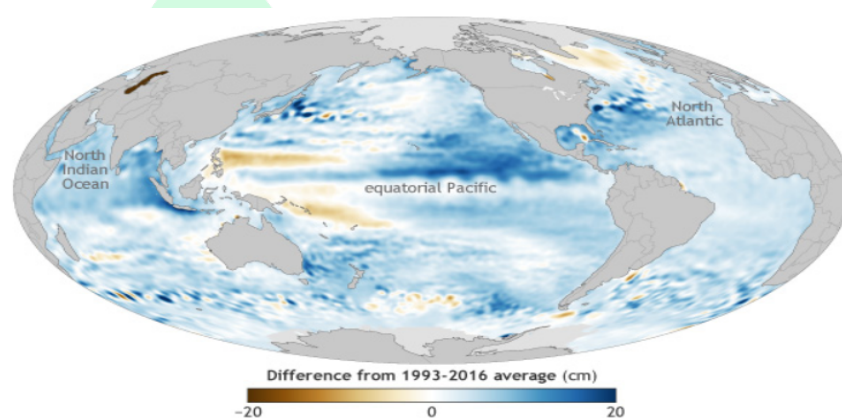 North
Atlantic
North
Indian
Ocean
equatorial Pacific
Difference from 1993-2016 average (cm)
-20 0 20